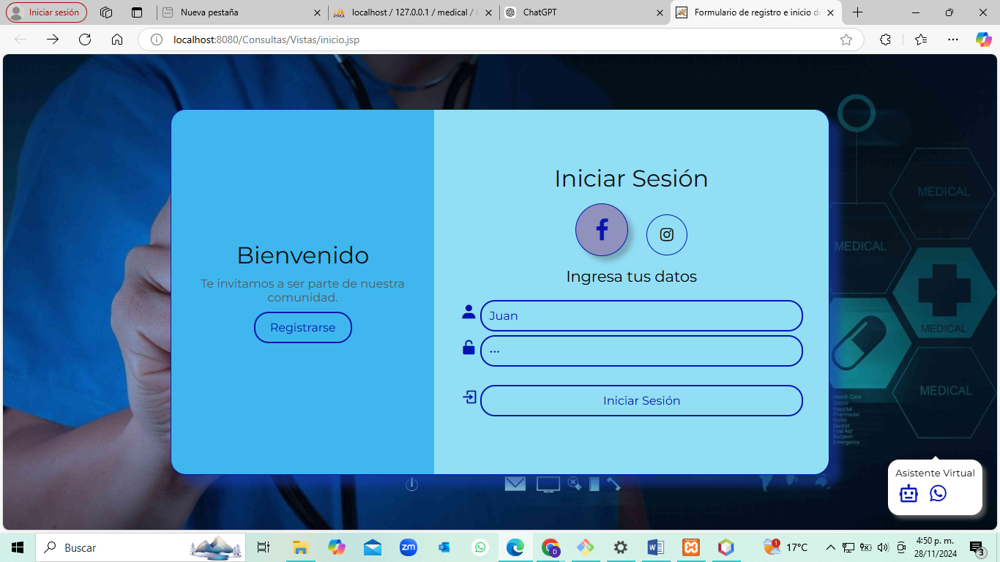 Iniciar sesión
Nueva pestaña
localhost / 127.0.0.1 / medical / i
ChatGPT
Formulario de registro e inicio de
localhost:8080/Consultas/Vistas/inicio.jsp
Iniciar Sesión
Bienvenido
Te invitamos a ser parte de nuestra
comunidad.
Registrarse
Ingresa tus datos
Juan
Iniciar Sesión
MEDICAL
MEDICAL
MEDICAL
MEDICAL
Health Care
Doctor
Hospital
Pharmacist
Nurse
Dentist
First Aid
Surgeon
Emergency
Asistente Virtual
Buscar
17°C
4:50 p. m.
28/11/2024
3